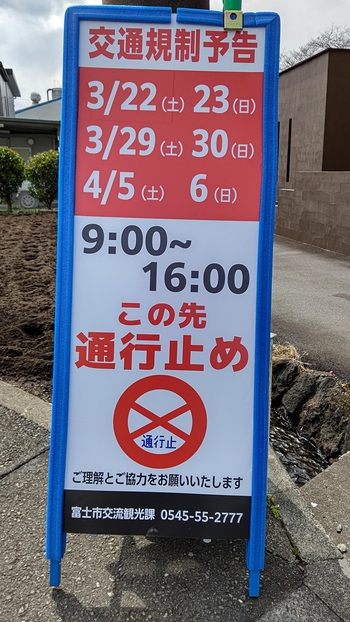 交通規制予告
3/22(土) 23(日)
3/29(土) 30(日)
4/5(土) 6(日)
9:00~
16:00
この先
通行止め
通行止
ご理解とご協力をお願いいたします
富士市交流観光課 0545-55-2777